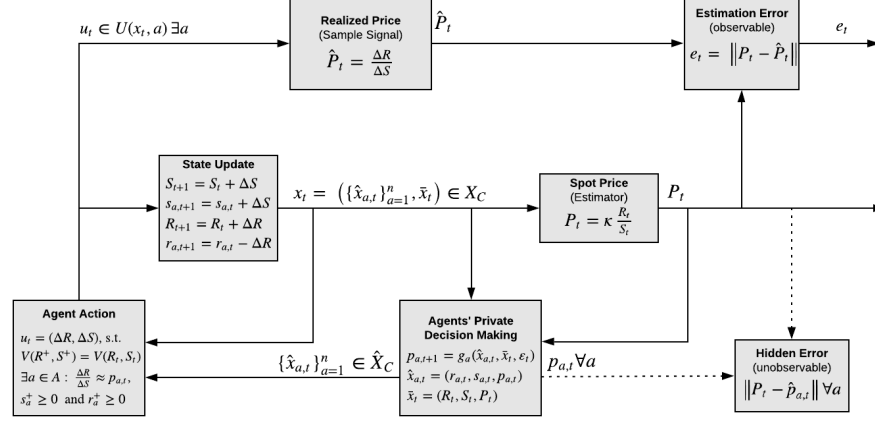 u_t ∈ U(x_t, a) ∃a
Realized Price
(Sample Signal)
P̂_t = ΔR/ΔS
P̂_t
Estimation Error
(observable)
e_t = ‖P_t − P̂_t‖
e_t
State Update
S_{t+1} = S_t + ΔS
s_{a,t+1} = s_{a,t} + ΔS
R_{t+1} = R_t + ΔR
r_{a,t+1} = r_{a,t} − ΔR
x_t = ({x̂_{a,t}}_{a=1}^n, x̄_t) ∈ X_C
Spot Price
(Estimator)
P_t = κ R_t/S_t
P_t
Agent Action
u_t = (ΔR, ΔS), s.t.
V(R⁺, S⁺) = V(R_t, S_t)
∃a ∈ A : ΔR/ΔS ≈ p_{a,t},
s_a⁺ ≥ 0 and r_a⁺ ≥ 0
{x̂_{a,t}}_{a=1}^n ∈ X̂_C
Agents' Private
Decision Making
p_{a,t+1} = g_a(x̂_{a,t}, x̄_t, ε_t)
x̂_{a,t} = (r_{a,t}, s_{a,t}, p_{a,t})
x̄_t = (R_t, S_t, P_t)
p_{a,t} ∀a
Hidden Error
(unobservable)
‖P_t − p̂_{a,t}‖ ∀a